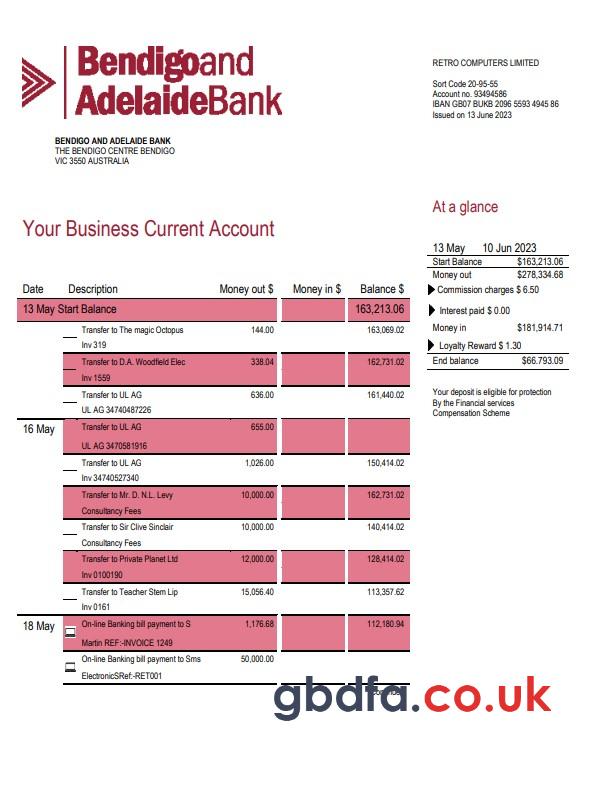 Bendigoand
AdelaideBank
RETRO COMPUTERS LIMITED
Sort Code 20-95-55
Account no. 93494586
IBAN GB07 BUKB 2096 5593 4945 86
Issued on 13 June 2023
BENDIGO AND ADELAIDE BANK
THE BENDIGO CENTRE BENDIGO
VIC 3550 AUSTRALIA
At a glance
Your Business Current Account
13 May 10 Jun 2023
Start Balance $163,213.06
Money out $278,334.68
Commission charges $ 6.50
Interest paid $ 0.00
Money in $181,914.71
Loyalty Reward $ 1.30
End balance $66.793.09
Your deposit is eligible for protection
By the Financial services
Compensation Scheme
Date Description Money out $ Money in $ Balance $
13 May Start Balance 163,213.06
Transfer to The magic Octopus 144.00 163,069.02
Inv 319
Transfer to D.A. Woodfield Elec 338.04 162,731.02
Inv 1559
Transfer to UL AG 636.00 161,440.02
UL AG 34740487226
16 May Transfer to UL AG 655.00
UL AG 3470581916
Transfer to UL AG 1,026.00 150,414.02
Inv 34740527340
Transfer to Mr. D. N.L. Levy 10,000.00 162,731.02
Consultancy Fees
Transfer to Sir Clive Sinclair 10,000.00 140,414.02
Consultancy Fees
Transfer to Private Planet Ltd 12,000.00 128,414.02
Inv 0100190
Transfer to Teacher Stem Lip 15,056.40 113,357.62
Inv 0161
18 May On-line Banking bill payment to S 1,176.68 112,180.94
Martin REF:-INVOICE 1249
On-line Banking bill payment to Sms 50,000.00
ElectronicSRef:-RET001
gbdfa.co.uk